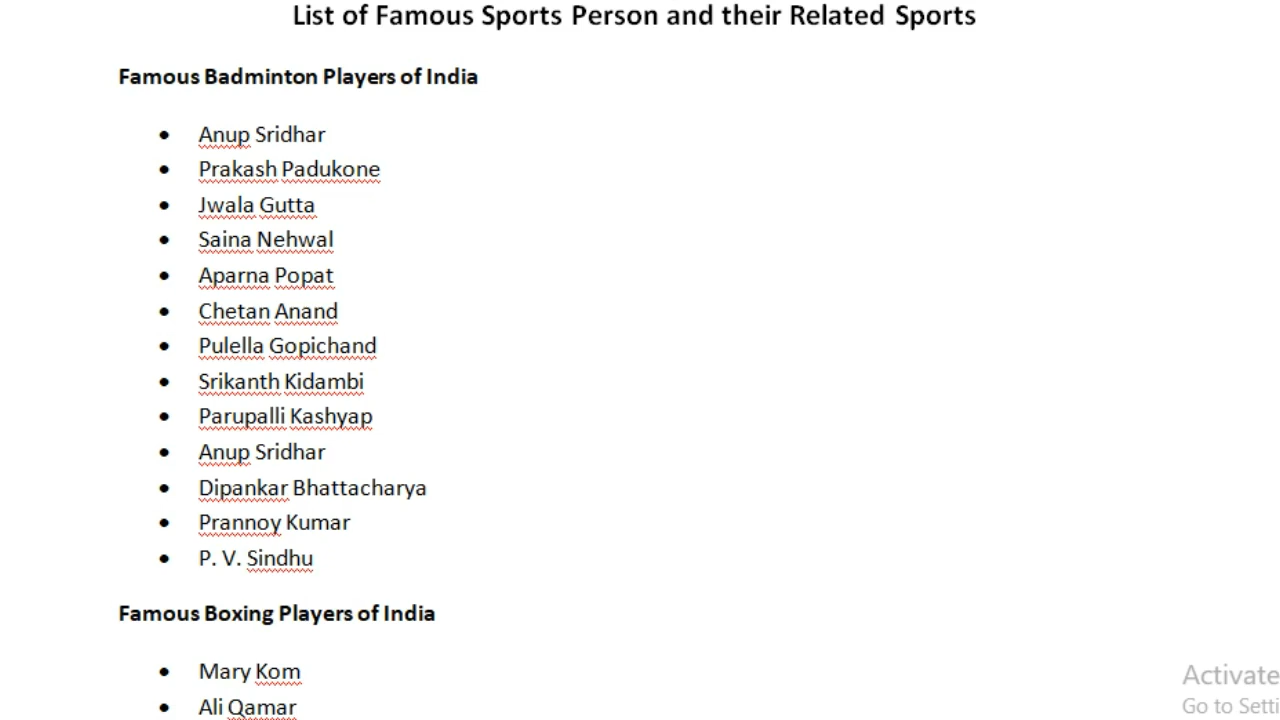 List of Famous Sports Person and their Related Sports
Famous Badminton Players of India
• Anup Sridhar
• Prakash Padukone
• Jwala Gutta
• Saina Nehwal
• Aparna Popat
• Chetan Anand
• Pulella Gopichand
• Srikanth Kidambi
• Parupalli Kashyap
• Anup Sridhar
• Dipankar Bhattacharya
• Prannoy Kumar
• P. V. Sindhu
Famous Boxing Players of India
• Mary Kom
• Ali Qamar
Activate
Go to Setti